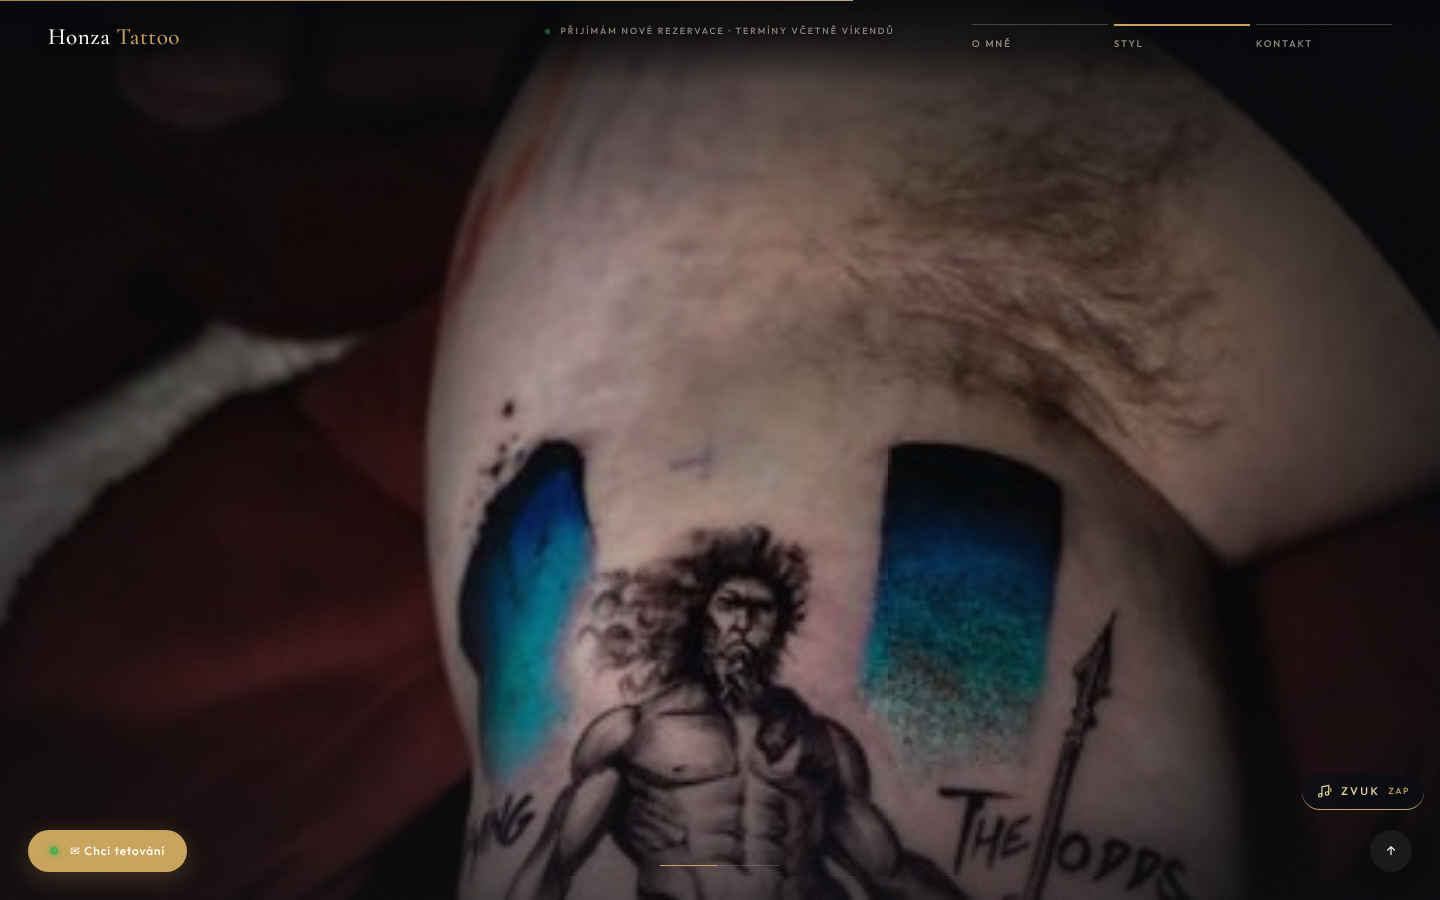 Honza Tattoo
PŘIJÍMÁM NOVÉ REZERVACE · TERMÍNY VČETNĚ VÍKENDŮ
O MNĚ
STYL
KONTAKT
THE ODDS
ZVUK ZAP
✉ Chci tetování